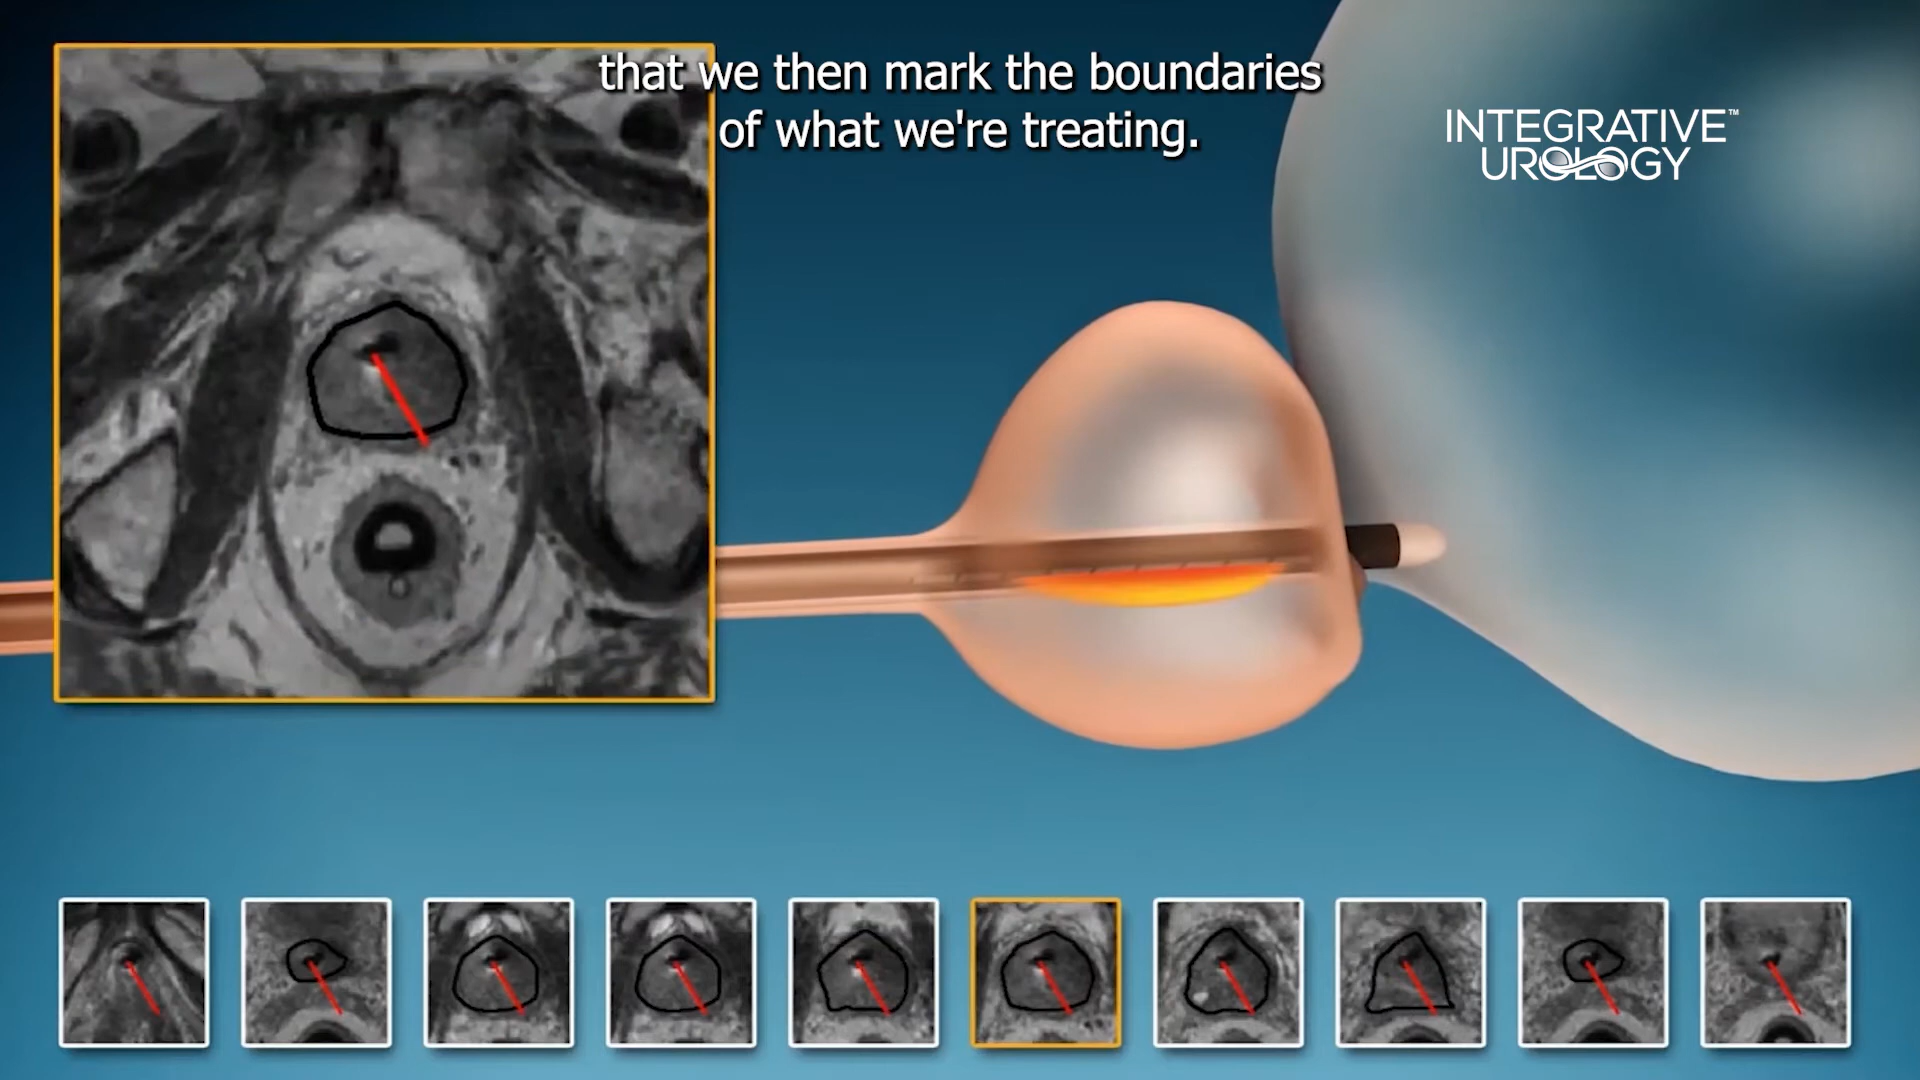 that we then mark the boundaries
of what we're treating.
INTEGRATIVE™
UROLOGY